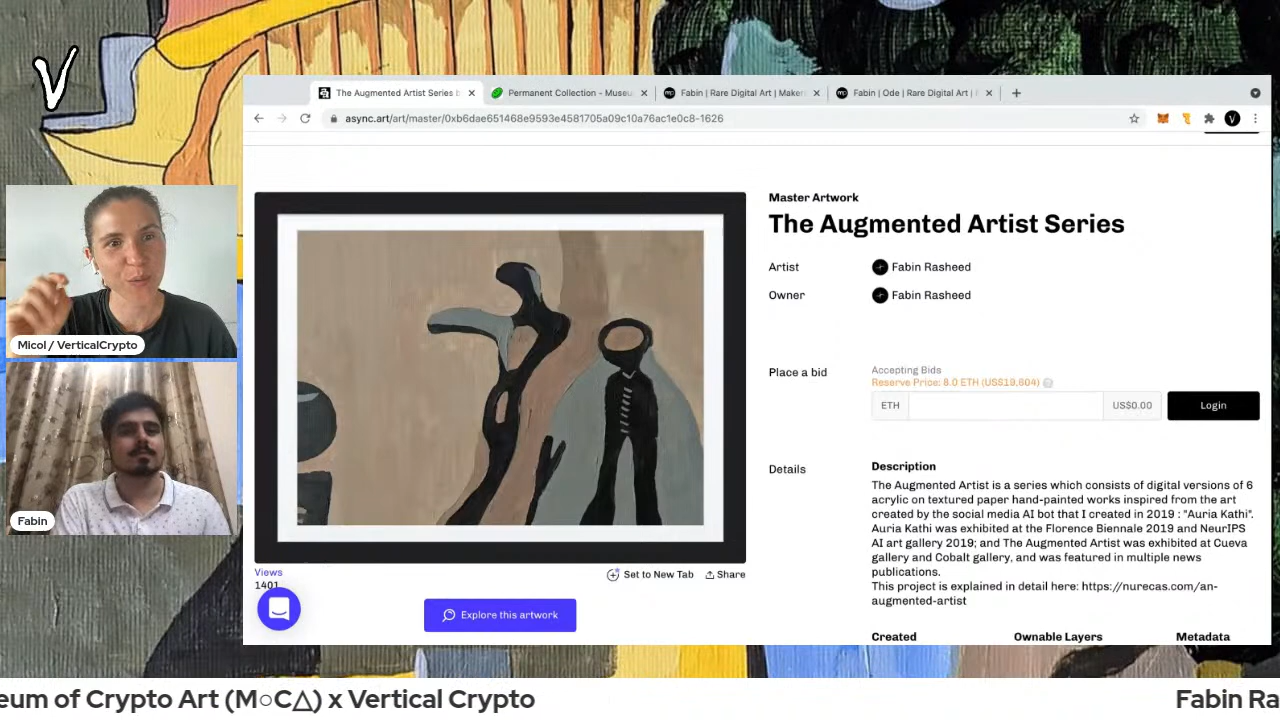 V
The Augmented Artist Series b
Permanent Collection - Museu
Fabin | Rare Digital Art | Maker
Fabin | Ode | Rare Digital Art |
async.art/art/master/0xb6dae651468e9593e4581705a09c10a76ac1e0c8-1626
V
Master Artwork
The Augmented Artist Series
Artist
Fabin Rasheed
Owner
Fabin Rasheed
Place a bid
Accepting Bids
Reserve Price: 8.0 ETH (US$19,604) ?
ETH
US$0.00
Login
Details
Description
The Augmented Artist is a series which consists of digital versions of 6
acrylic on textured paper hand-painted works inspired from the art
created by the social media AI bot that I created in 2019 : "Auria Kathi".
Auria Kathi was exhibited at the Florence Biennale 2019 and NeurIPS
AI art gallery 2019; and The Augmented Artist was exhibited at Cueva
gallery and Cobalt gallery, and was featured in multiple news
publications.
This project is explained in detail here: https://nurecas.com/an-
augmented-artist
Created
Ownable Layers
Metadata
Views
1401
Set to New Tab
Share
Explore this artwork
Micol / VerticalCrypto
Fabin
eum of Crypto Art (M○C△) x Vertical Crypto
Fabin Ra